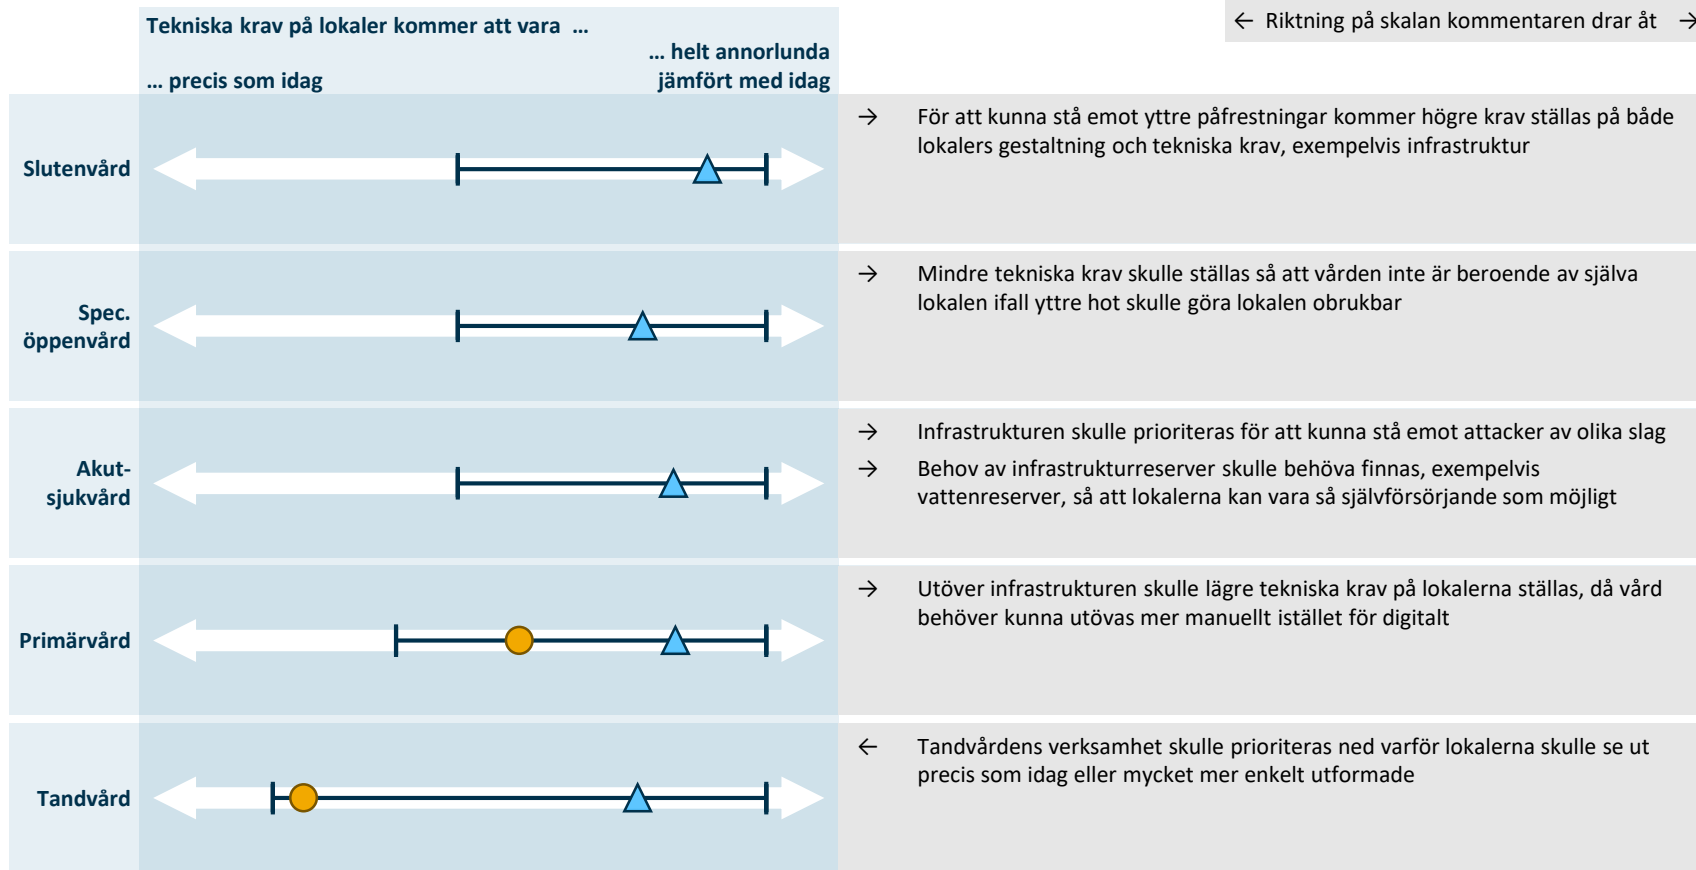 Tekniska krav på lokaler kommer att vara ...
... precis som idag
... helt annorlunda
jämfört med idag
← Riktning på skalan kommentaren drar åt →
Slutenvård
→ För att kunna stå emot yttre påfrestningar kommer högre krav ställas på både
lokalers gestaltning och tekniska krav, exempelvis infrastruktur
Spec.
öppenvård
→ Mindre tekniska krav skulle ställas så att vården inte är beroende av själva
lokalen ifall yttre hot skulle göra lokalen obrukbar
Akut-
sjukvård
→ Infrastrukturen skulle prioriteras för att kunna stå emot attacker av olika slag
→ Behov av infrastrukturreserver skulle behöva finnas, exempelvis
vattenreserver, så att lokalerna kan vara så självförsörjande som möjligt
Primärvård
→ Utöver infrastrukturen skulle lägre tekniska krav på lokalerna ställas, då vård
behöver kunna utövas mer manuellt istället för digitalt
Tandvård
← Tandvårdens verksamhet skulle prioriteras ned varför lokalerna skulle se ut
precis som idag eller mycket mer enkelt utformade